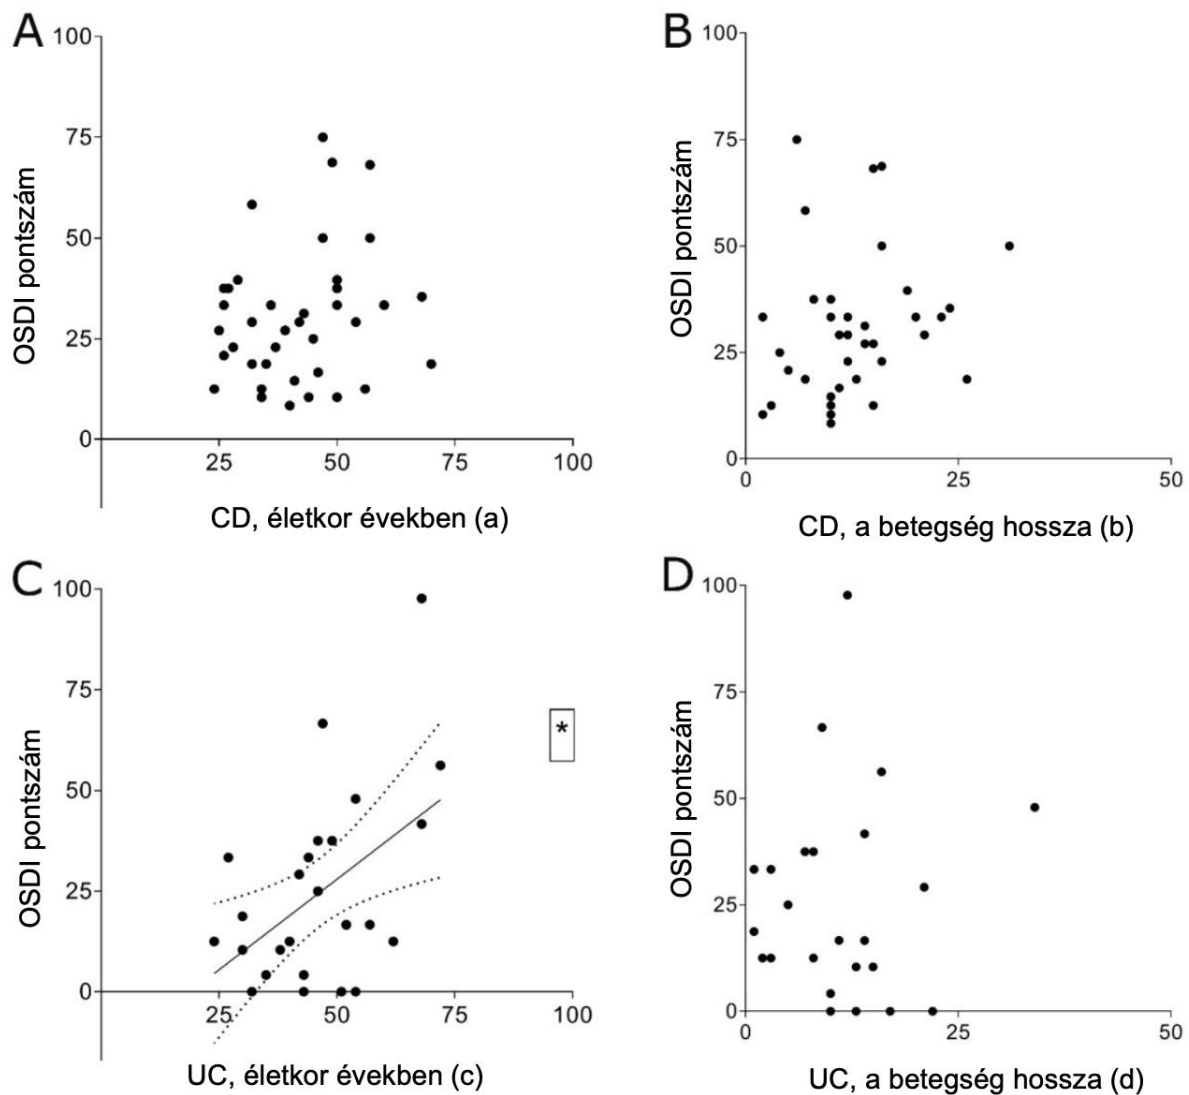 A
100
75
50
25
0
25 50 75 100
OSDI pontszám
CD, életkor években (a)
B
100
75
50
25
0
0 25 50
OSDI pontszám
CD, a betegség hossza (b)
C
100
75
50
25
0
25 50 75 100
OSDI pontszám
*
UC, életkor években (c)
D
100
75
50
25
0
0 25 50
OSDI pontszám
UC, a betegség hossza (d)